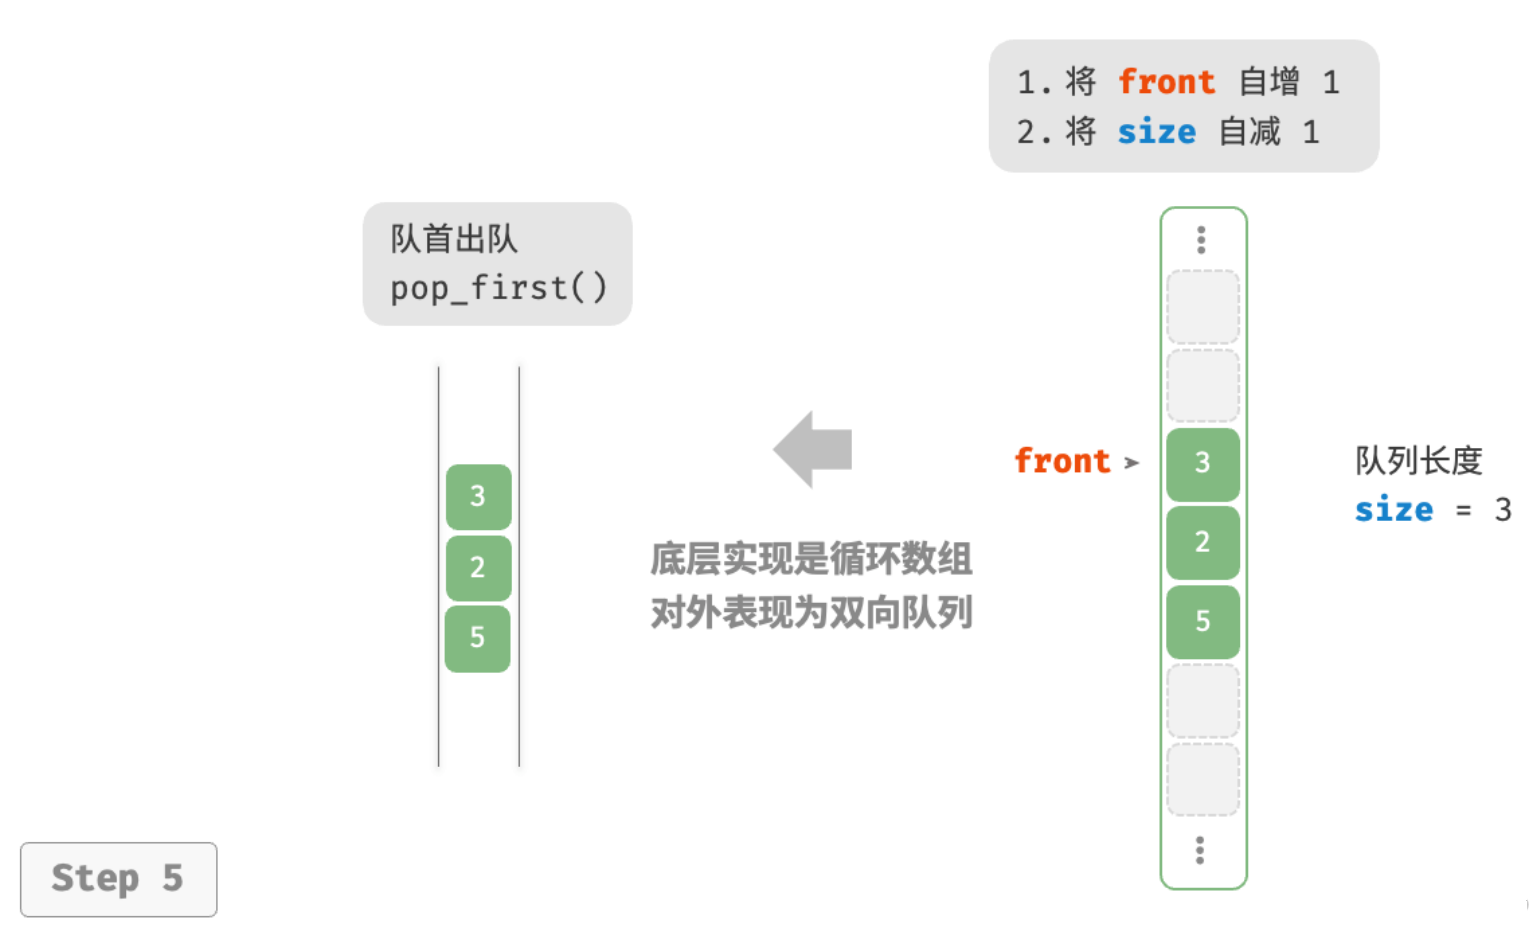 1. 将 front 自增 1
2. 将 size 自减 1
队首出队
pop_first()
3
2
5
底层实现是循环数组
对外表现为双向队列
front
3
2
5
队列长度
size = 3
Step 5